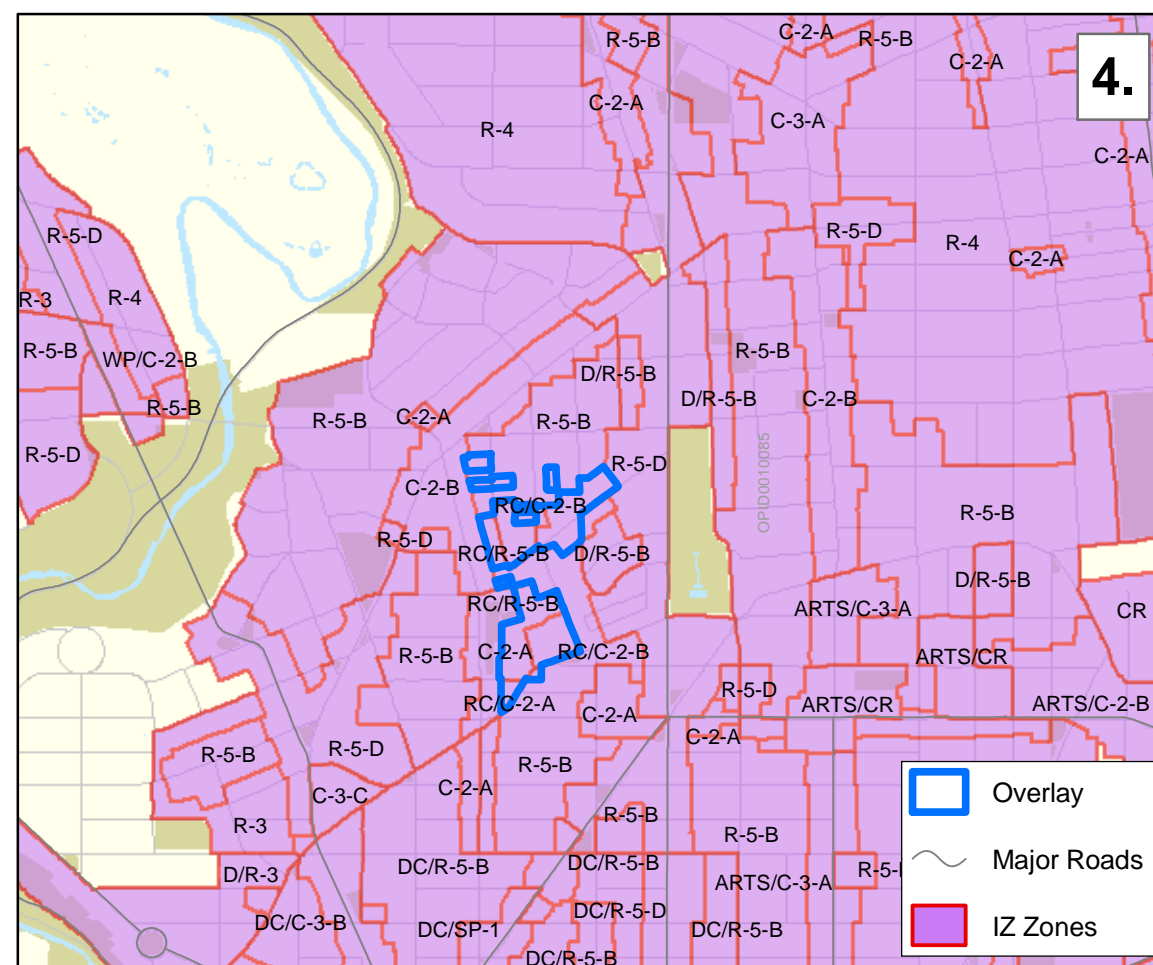 C-2-A
R-5-B
R-5-B
C-2-A
4.
C-2-A
C-3-A
R-4
C-2-A
R-5-D
R-5-D
R-4
C-2-A
R-3
R-4
R-5-B
WP/C-2-B
R-5-B
D/R-5-B
R-5-B
D/R-5-B
C-2-B
R-5-B
C-2-A
R-5-B
R-5-D
R-5-D
OPID0010085
C-2-B
RC/C-2-B
R-5-B
R-5-D
RC/R-5-B
D/R-5-B
D/R-5-B
RC/R-5-B
ARTS/C-3-A
CR
R-5-B
C-2-A
RC/C-2-B
ARTS/CR
R-5-D
RC/C-2-A
C-2-A
ARTS/CR
ARTS/C-2-B
R-5-B
R-5-D
C-2-A
R-5-B
C-2-A
C-3-C
Overlay
R-3
R-5-B
R-5-B
Major Roads
D/R-3
DC/R-5-B
DC/R-5-B
ARTS/C-3-A
DC/C-3-B
DC/SP-1
DC/R-5-D
DC/R-5-B
IZ Zones
DC/R-5-B